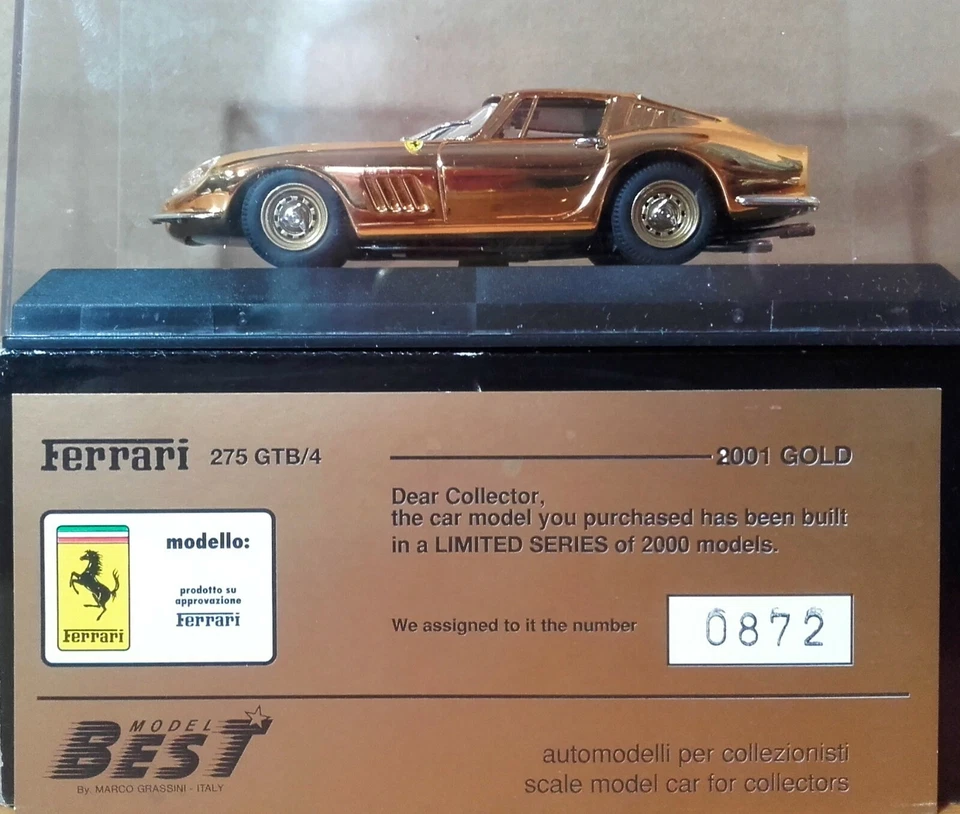 Ferrari 275 GTB/4
2001 GOLD
Dear Collector,
the car model you purchased has been built
in a LIMITED SERIES of 2000 models.
modello:
prodotto su
approvazione
Ferrari
Ferrari
We assigned to it the number
0872
MODEL
BEST
By. MARCO GRASSINI - ITALY
automodelli per collezionisti
scale model car for collectors